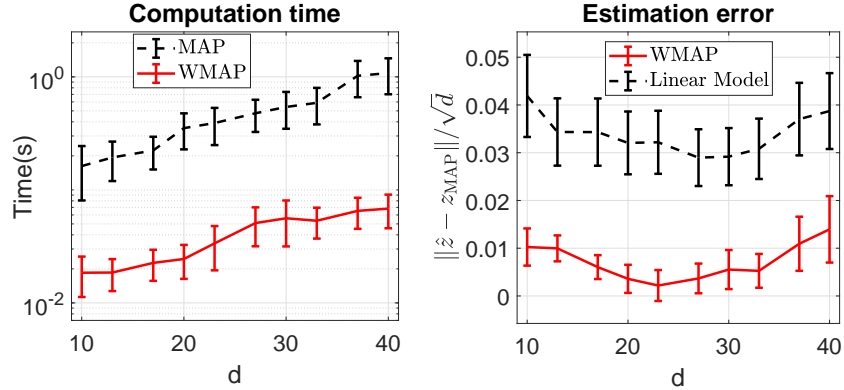 Computation time
MAP
WMAP
10^0
10^-2
Time(s)
10 20 30 40
d
Estimation error
WMAP
Linear Model
0.05
0.04
0.03
0.02
0.01
0
‖ẑ − z_MAP‖/√d
10 20 30 40
d